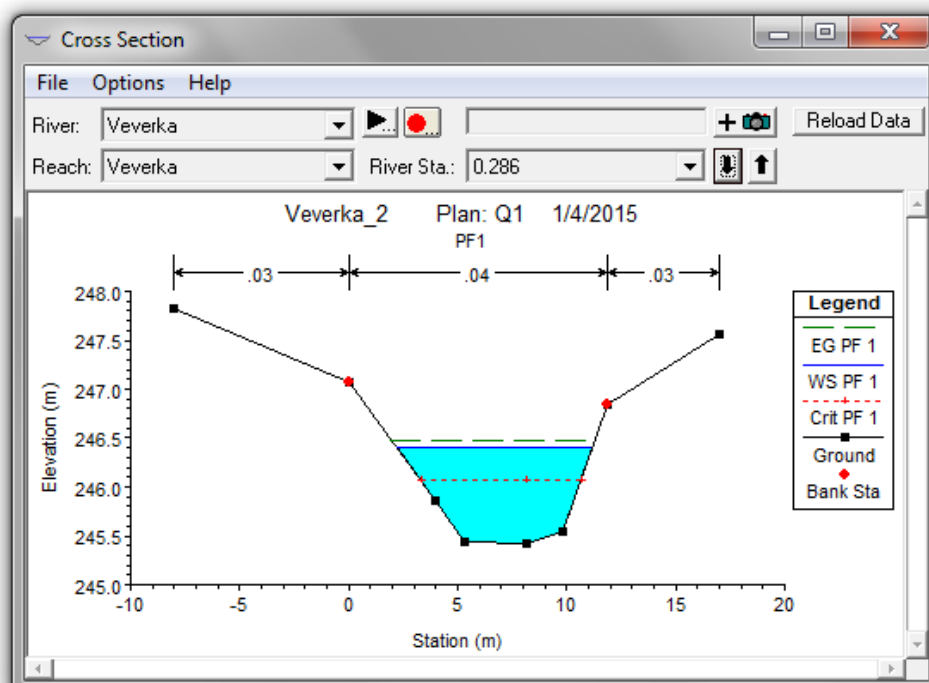 Cross Section
File Options Help
River: Veverka
Reload Data
Reach: Veverka River Sta.: 0.286
Veverka_2 Plan: Q1 1/4/2015
PF1
.03 .04 .03
248.0
247.5
247.0
246.5
246.0
245.5
245.0
Elevation (m)
-10 -5 0 5 10 15 20
Station (m)
Legend
EG PF 1
WS PF 1
Crit PF 1
Ground
Bank Sta